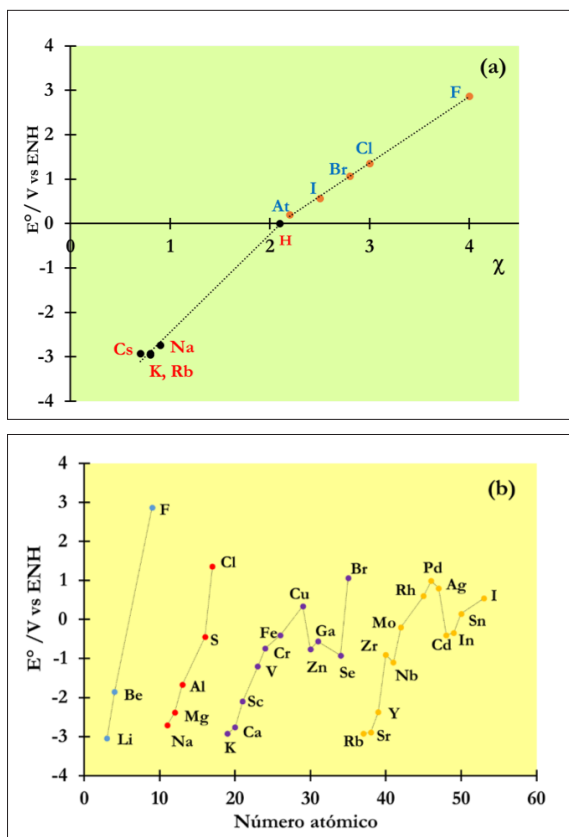 4
(a)
F
3
2
Cl
Br
1
I
At
0
0
1
2
3
4
H
χ
-1
-2
Na
Cs
-3
K, Rb
-4
E°/ V vs ENH
4
(b)
3
F
2
Cl
Br
1
Pd
Cu
Rh
Ag
I
0
Ga
Mo
Sn
Fe
S
Cr
Zr
Cd
In
-1
V
Zn
Se
Nb
Be
Al
-2
Sc
Mg
Y
Ca
-3
Li
Na
K
Rb
Sr
-4
0
10
20
30
40
50
60
E° /V vs ENH
Número atómico